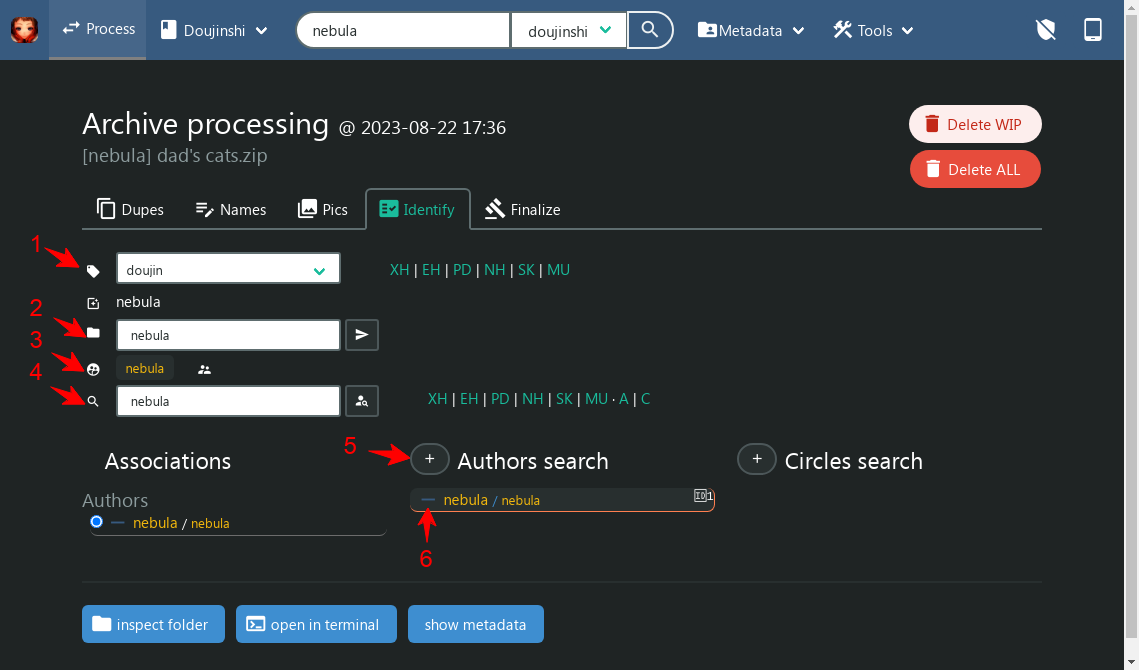 Process
Doujinshi
nebula
doujinshi
Metadata
Tools
Archive processing @ 2023-08-22 17:36
[nebula] dad's cats.zip
Delete WIP
Delete ALL
Dupes
Names
Pics
Identify
Finalize
1
doujin
XH | EH | PD | NH | SK | MU
nebula
2
nebula
3
nebula
4
nebula
XH | EH | PD | NH | SK | MU · A | C
5
Associations
+ Authors search
+ Circles search
Authors
nebula / nebula
— nebula / nebula
ID 1
6
inspect folder
open in terminal
show metadata